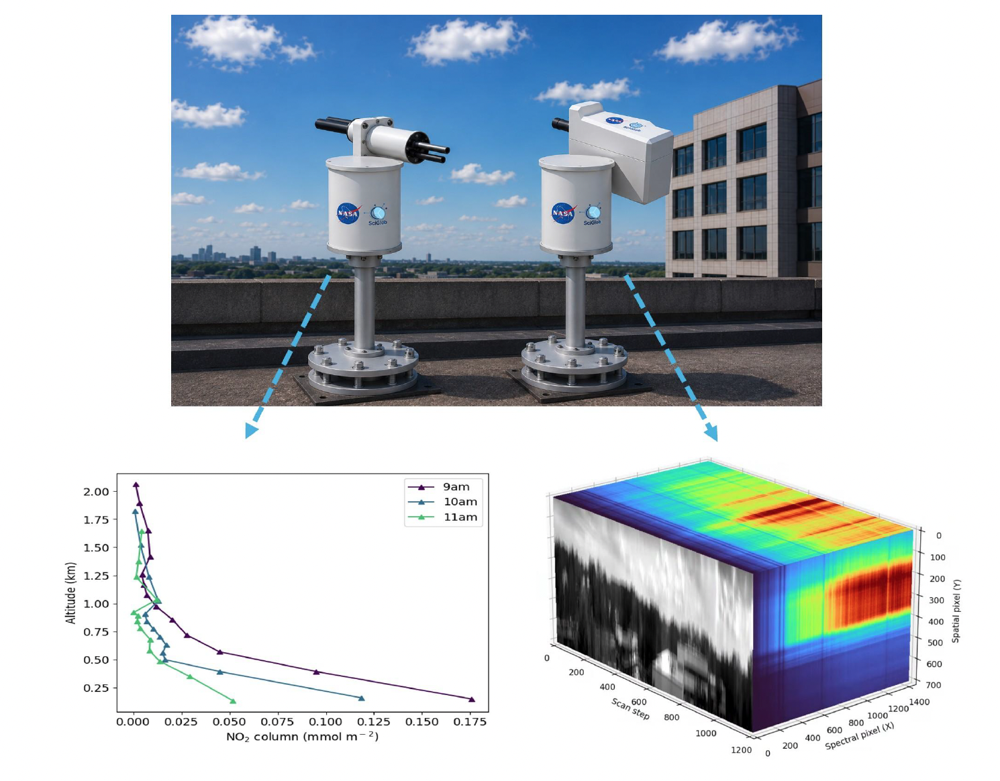 NASA
SciGlob
NASA
SciGlob
NASA
SciGlob
2.00
1.75
1.50
1.25
1.00
0.75
0.50
0.25
Altitude (km)
9am
10am
11am
0.000 0.025 0.050 0.075 0.100 0.125 0.150 0.175
NO₂ column (mmol m⁻²)
0
200
400
600
800
1000
1200
Scan step
0
200
400
600
800
1000
1200
1400
Spectral pixel (X)
0
100
200
300
400
500
600
700
Spatial pixel (Y)